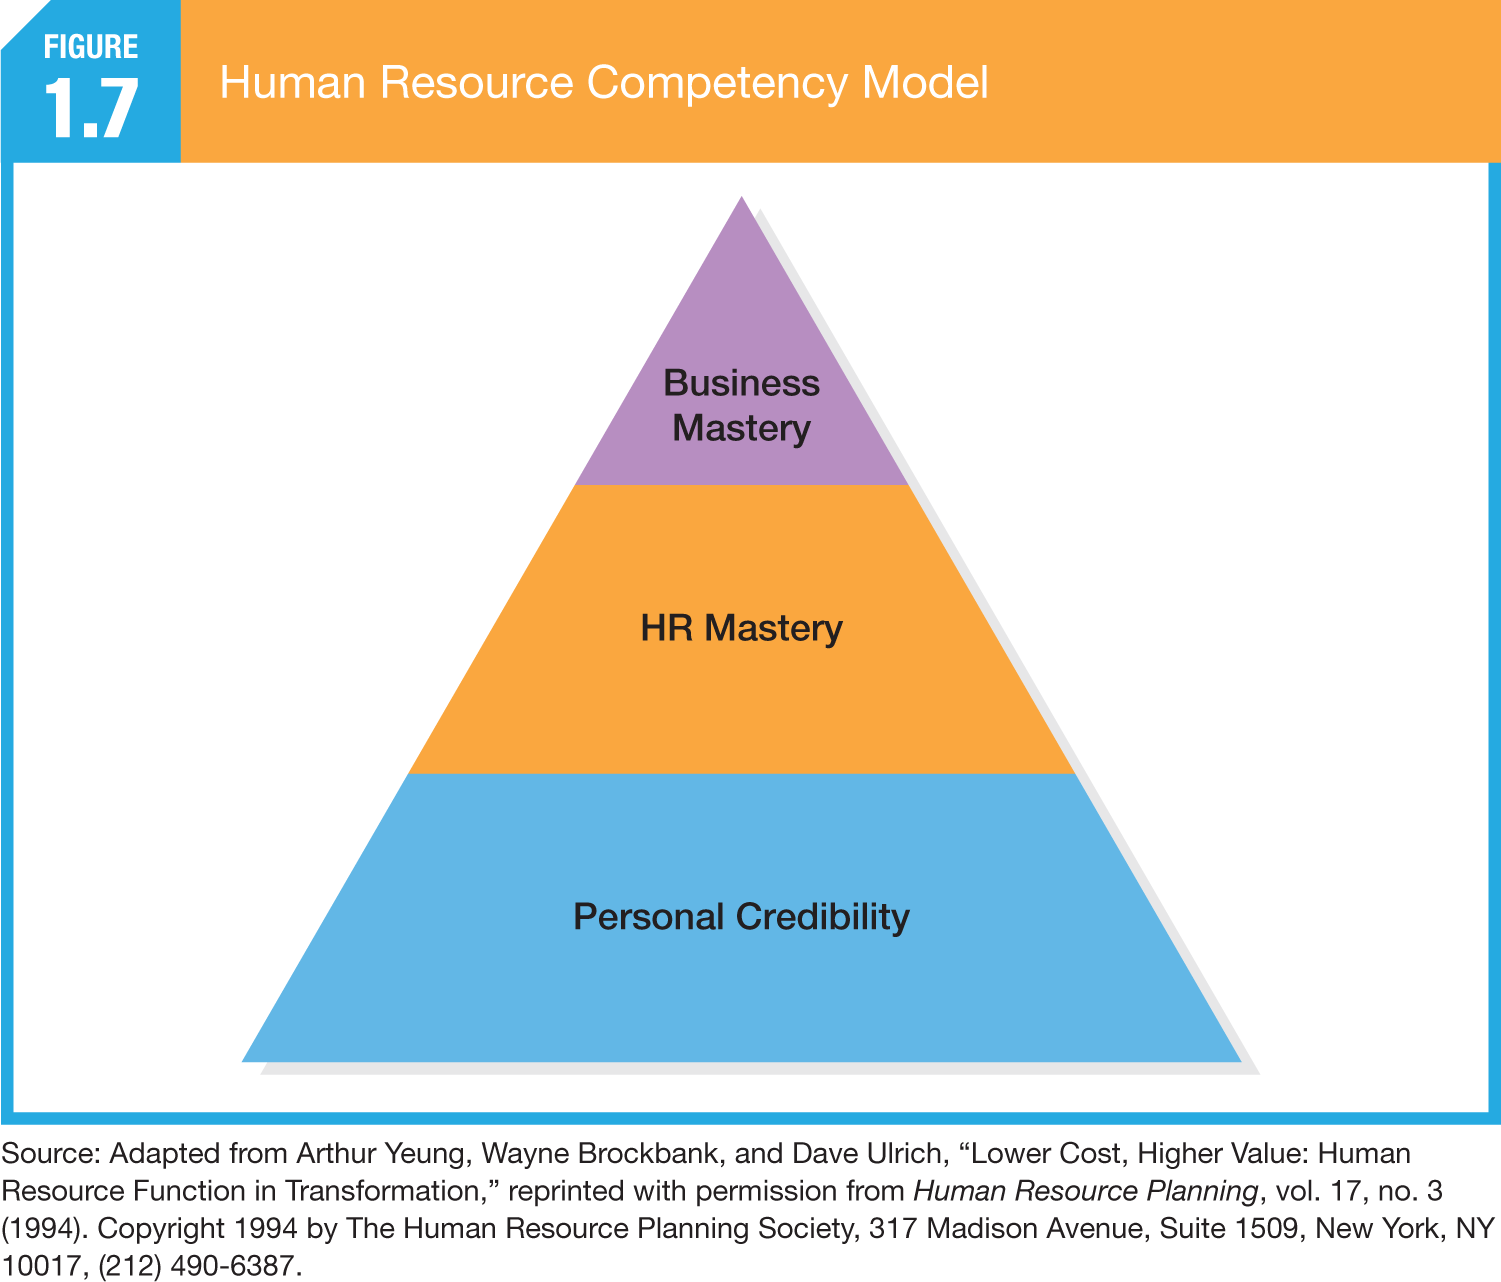 FIGURE
1.7
Human Resource Competency Model
Business
Mastery
HR Mastery
Personal Credibility
Source: Adapted from Arthur Yeung, Wayne Brockbank, and Dave Ulrich, “Lower Cost, Higher Value: Human
Resource Function in Transformation,” reprinted with permission from Human Resource Planning, vol. 17, no. 3
(1994). Copyright 1994 by The Human Resource Planning Society, 317 Madison Avenue, Suite 1509, New York, NY
10017, (212) 490-6387.